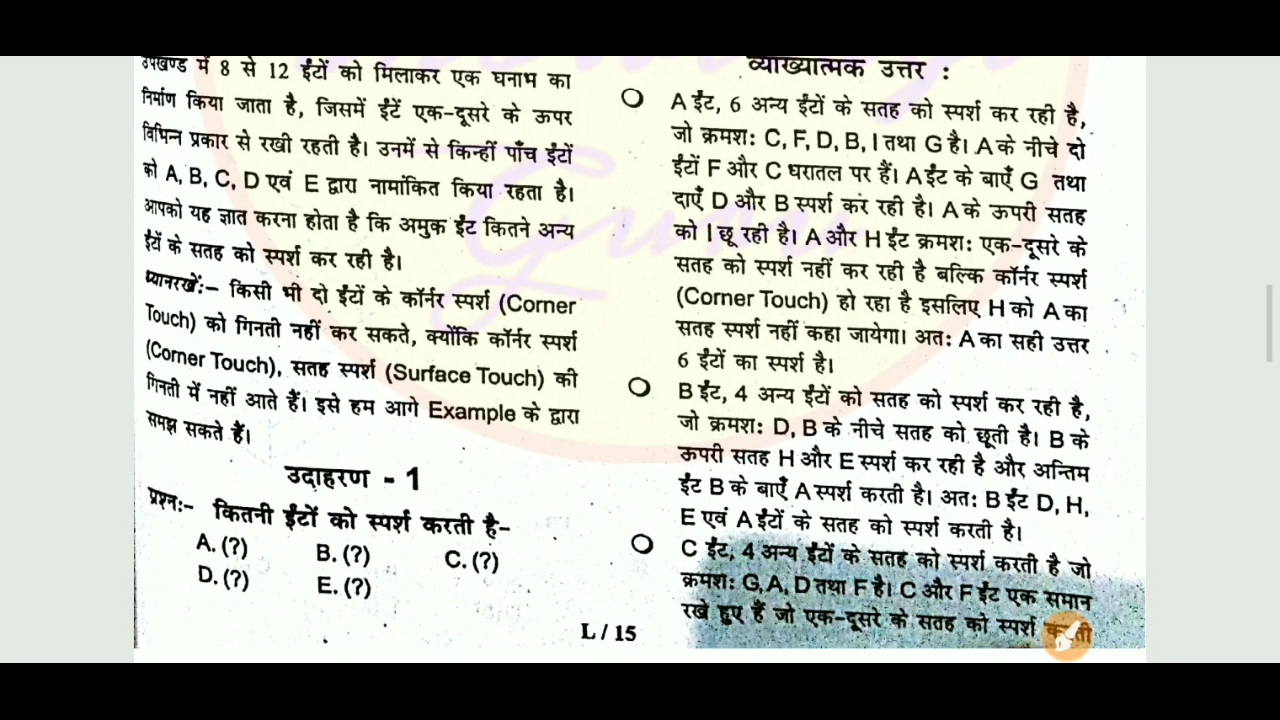 उपखण्ड में 8 से 12 ईंटों को मिलाकर एक घनाभ का
निर्माण किया जाता है, जिसमें ईंटें एक-दूसरे के ऊपर
विभिन्न प्रकार से रखी रहती है। उनमें से किन्हीं पाँच ईंटों
को A, B, C, D एवं E द्वारा नामांकित किया रहता है।
आपको यह ज्ञात करना होता है कि अमुक ईंट कितने अन्य
ईंटों के सतह को स्पर्श कर रही है।
ध्यानरखें:- किसी भी दो ईंटों के कॉर्नर स्पर्श (Corner
Touch) को गिनती नहीं कर सकते, क्योंकि कॉर्नर स्पर्श
(Corner Touch), सतह स्पर्श (Surface Touch) की
गिनती में नहीं आते हैं। इसे हम आगे Example के द्वारा
समझ सकते हैं।
उदाहरण - 1
प्रश्न:- कितनी ईंटों को स्पर्श करती है-
A. (?) B. (?) C. (?)
D. (?) E. (?)
व्याख्यात्मक उत्तर :
A ईंट, 6 अन्य ईंटों के सतह को स्पर्श कर रही है,
जो क्रमश: C, F, D, B, I तथा G है। A के नीचे दो
ईंटों F और C धरातल पर हैं। A ईंट के बाएँ G तथा
दाएँ D और B स्पर्श कर रही है। A के ऊपरी सतह
को I छू रही है। A और H ईंट क्रमश: एक-दूसरे के
सतह को स्पर्श नहीं कर रही है बल्कि कॉर्नर स्पर्श
(Corner Touch) हो रहा है इसलिए H को A का
सतह स्पर्श नहीं कहा जायेगा। अत: A का सही उत्तर
6 ईंटों का स्पर्श है।
B ईंट, 4 अन्य ईंटों को सतह को स्पर्श कर रही है,
जो क्रमश: D, B के नीचे सतह को छूती है। B के
ऊपरी सतह H और E स्पर्श कर रही है और अन्तिम
ईंट B के बाएँ A स्पर्श करती है। अत: B ईंट D, H,
E एवं A ईंटों के सतह को स्पर्श करती है।
C ईंट, 4 अन्य ईंटों के सतह को स्पर्श करती है जो
क्रमश: G, A, D तथा F है। C और F ईंट एक समान
रखे हुए हैं जो एक-दूसरे के सतह को स्पर्श
L / 15